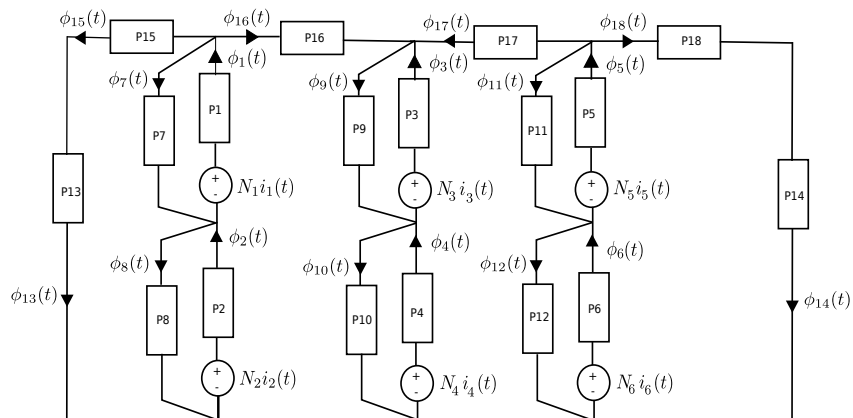 ϕ15(t)
ϕ16(t)
ϕ17(t)
ϕ18(t)
P15
P16
P17
P18
ϕ1(t)
ϕ3(t)
ϕ5(t)
ϕ7(t)
ϕ9(t)
ϕ11(t)
P1
P3
P5
P7
P9
P11
P13
P14
N1i1(t)
N3i3(t)
N5i5(t)
+
-
+
-
+
-
ϕ2(t)
ϕ4(t)
ϕ6(t)
ϕ8(t)
ϕ10(t)
ϕ12(t)
ϕ13(t)
ϕ14(t)
P2
P4
P6
P8
P10
P12
N2i2(t)
N4i4(t)
N6i6(t)
+
-
+
-
+
-